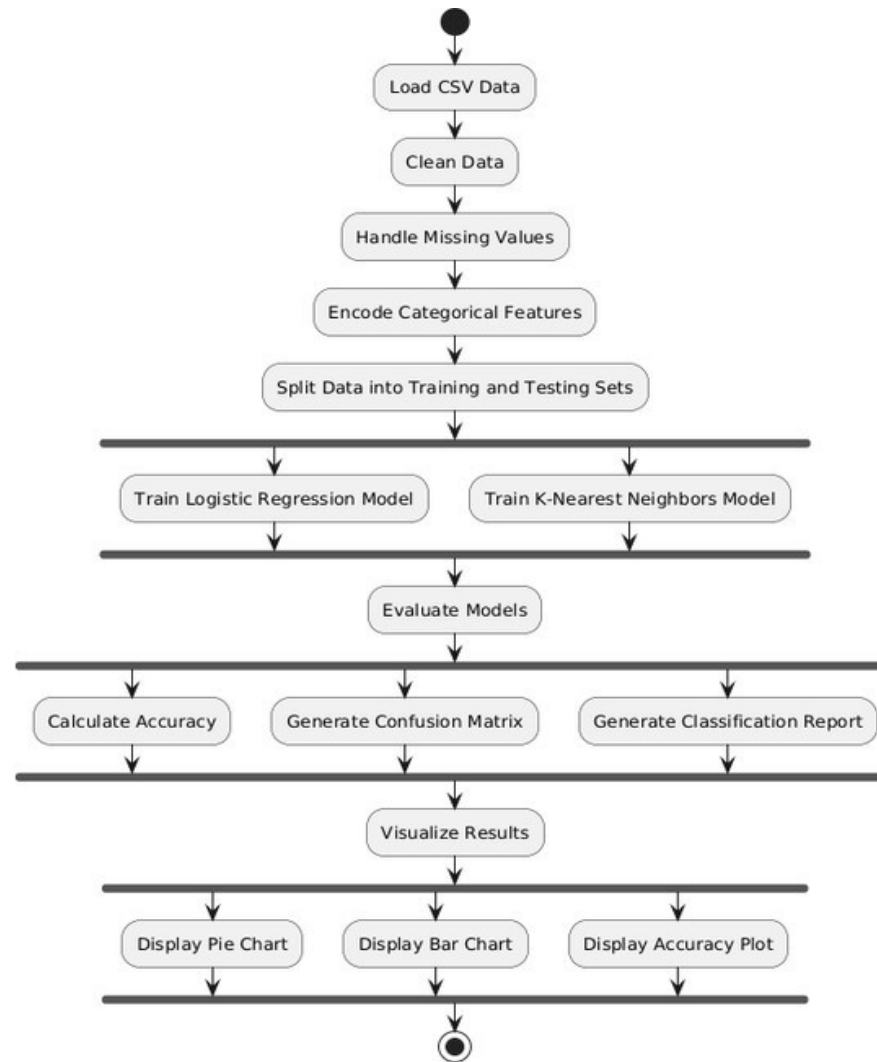 Load CSV Data
Clean Data
Handle Missing Values
Encode Categorical Features
Split Data into Training and Testing Sets
Train Logistic Regression Model
Train K-Nearest Neighbors Model
Evaluate Models
Calculate Accuracy
Generate Confusion Matrix
Generate Classification Report
Visualize Results
Display Pie Chart
Display Bar Chart
Display Accuracy Plot